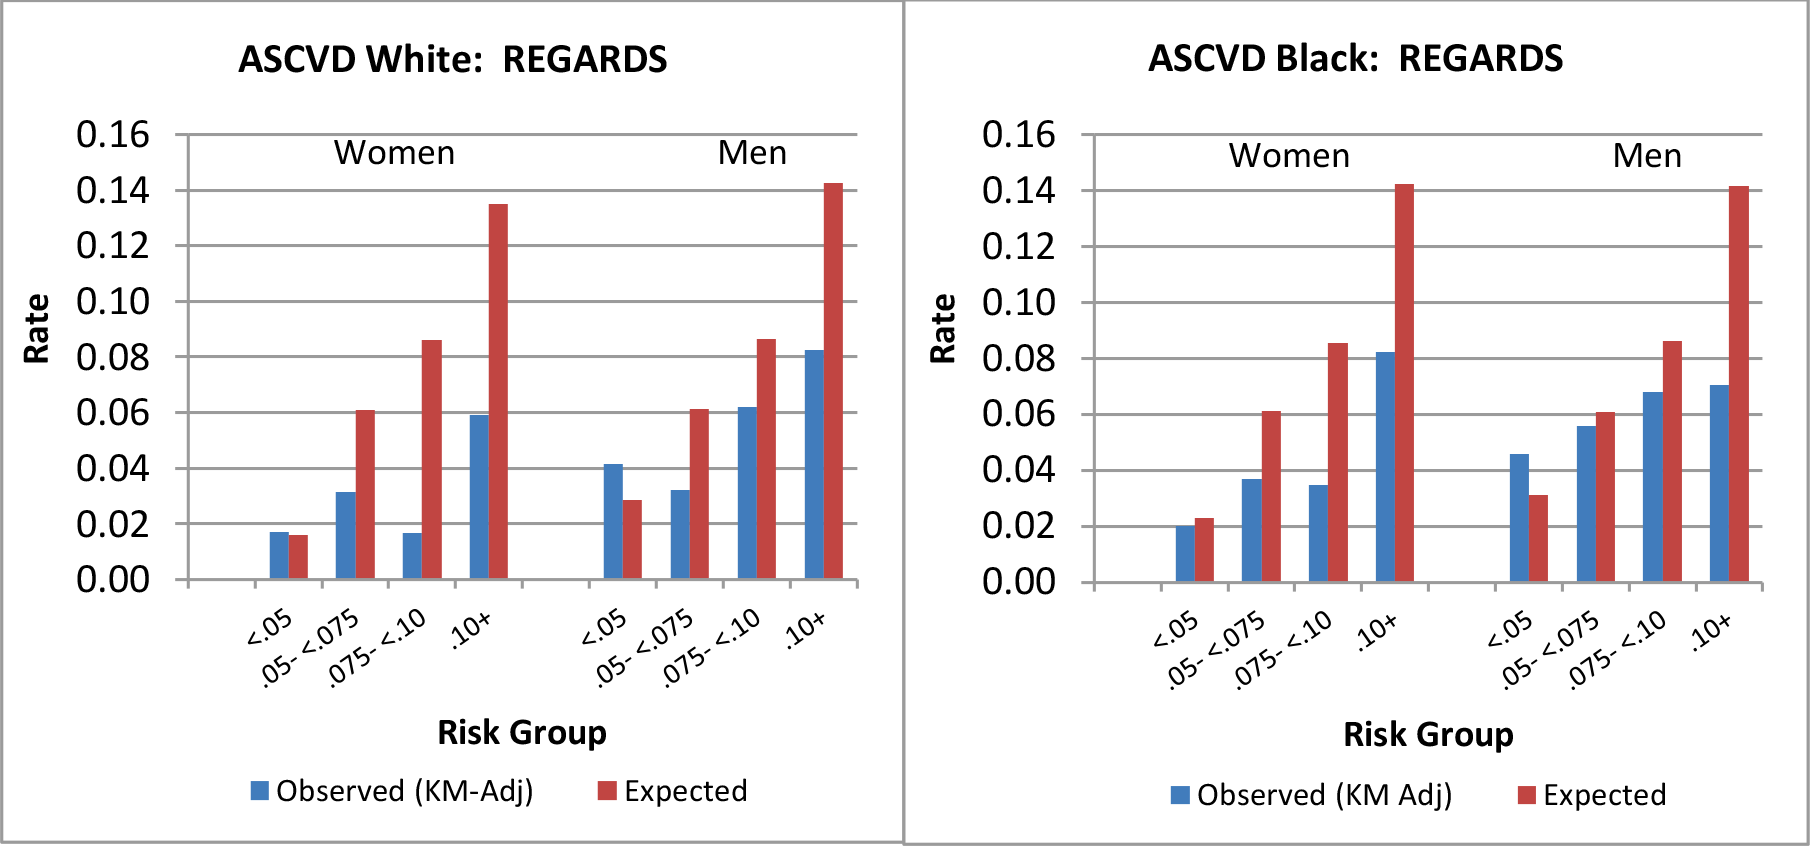 ASCVD White:  REGARDS
Women
Men
0.16
0.14
0.12
0.10
0.08
0.06
0.04
0.02
0.00
Rate
<.05
.05- <.075
.075- <.10
.10+
<.05
.05- <.075
.075- <.10
.10+
Risk Group
Observed (KM-Adj)
Expected
ASCVD Black:  REGARDS
Women
Men
0.16
0.14
0.12
0.10
0.08
0.06
0.04
0.02
0.00
Rate
<.05
.05- <.075
.075- <.10
.10+
<.05
.05- <.075
.075- <.10
.10+
Risk Group
Observed (KM Adj)
Expected